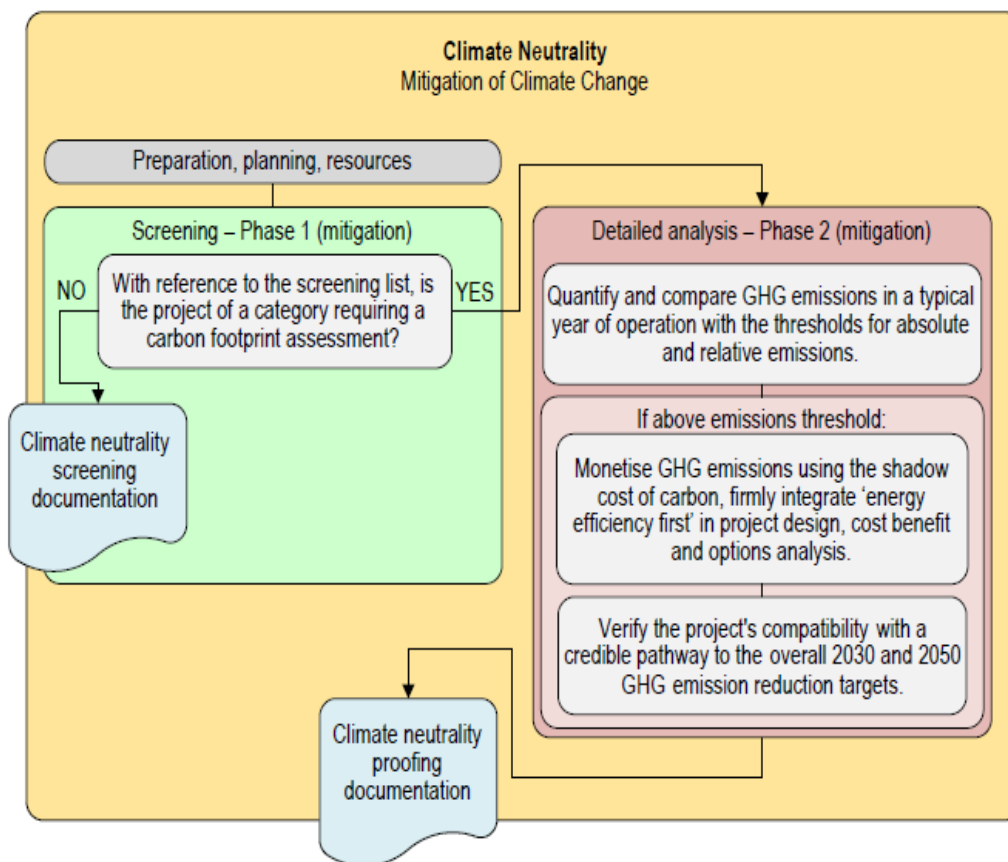 Climate Neutrality
Mitigation of Climate Change
Preparation, planning, resources
Screening – Phase 1 (mitigation)
NO
With reference to the screening list, is
the project of a category requiring a
carbon footprint assessment?
YES
Climate neutrality
screening
documentation
Detailed analysis – Phase 2 (mitigation)
Quantify and compare GHG emissions in a typical
year of operation with the thresholds for absolute
and relative emissions.
If above emissions threshold:
Monetise GHG emissions using the shadow
cost of carbon, firmly integrate ‘energy
efficiency first’ in project design, cost benefit
and options analysis.
Verify the project's compatibility with a
credible pathway to the overall 2030 and 2050
GHG emission reduction targets.
Climate neutrality
proofing
documentation